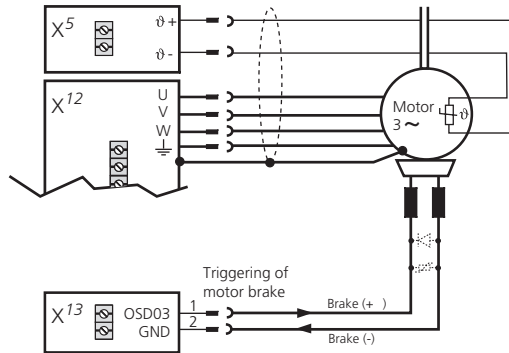 X5
ϑ+
ϑ-
X12
U
V
W
Motor
3 ~
ϑ
Triggering of
motor brake
X13
OSD03
1
GND
2
Brake (+ )
Brake (-)